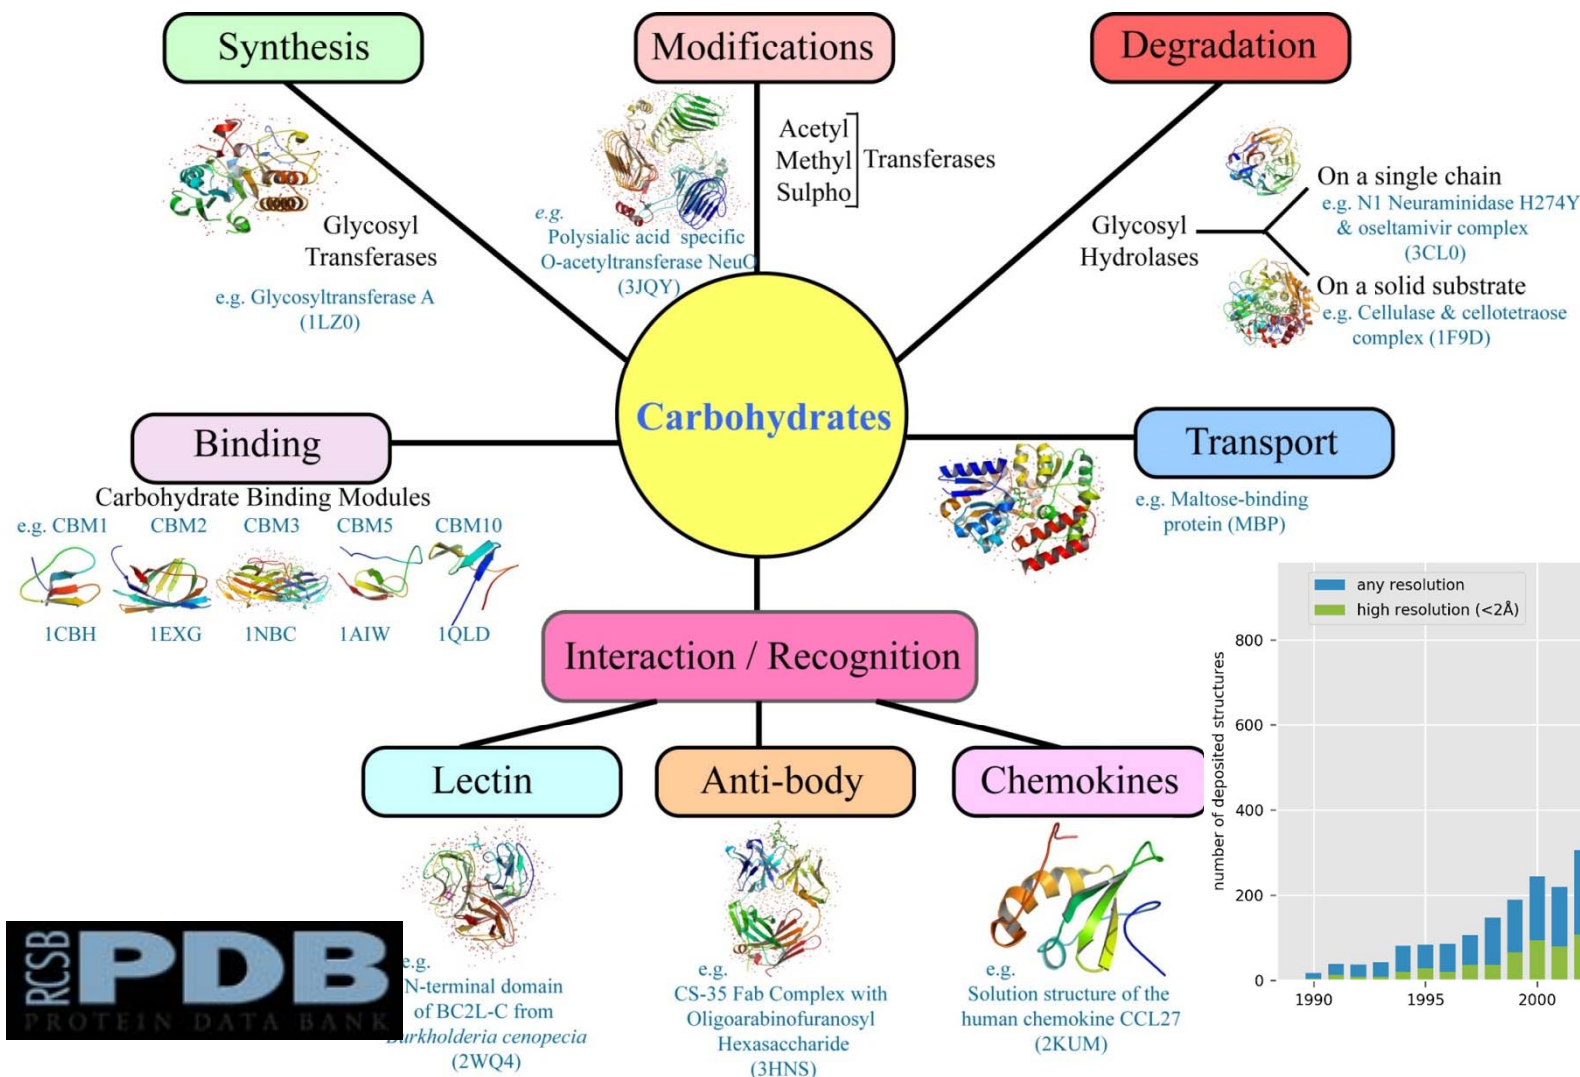 Synthesis
Modifications
Degradation
Glycosyl
Transferases
e.g. Glycosyltransferase A
(1LZ0)
e.g.
Polysialic acid specific
O-acetyltransferase NeuO
(3JQY)
Acetyl
Methyl
Sulpho
Transferases
Glycosyl
Hydrolases
On a single chain
e.g. N1 Neuraminidase H274Y
& oseltamivir complex
(3CL0)
On a solid substrate
e.g. Cellulase & cellotetraose
complex (1F9D)
Carbohydrates
Binding
Carbohydrate Binding Modules
e.g. CBM1 CBM2 CBM3 CBM5 CBM10
1CBH 1EXG 1NBC 1AIW 1QLD
Transport
e.g. Maltose-binding
protein (MBP)
Interaction / Recognition
Lectin
Anti-body
Chemokines
e.g.
N-terminal domain
of BC2L-C from
Burkholderia cenopecia
(2WQ4)
e.g.
CS-35 Fab Complex with
Oligoarabinofuranosyl
Hexasaccharide
(3HNS)
e.g.
Solution structure of the
human chemokine CCL27
(2KUM)
any resolution
high resolution (<2Å)
number of deposited structures
800
600
400
200
0
1990 1995 2000
RCSB
PDB
PROTEIN DATA BANK